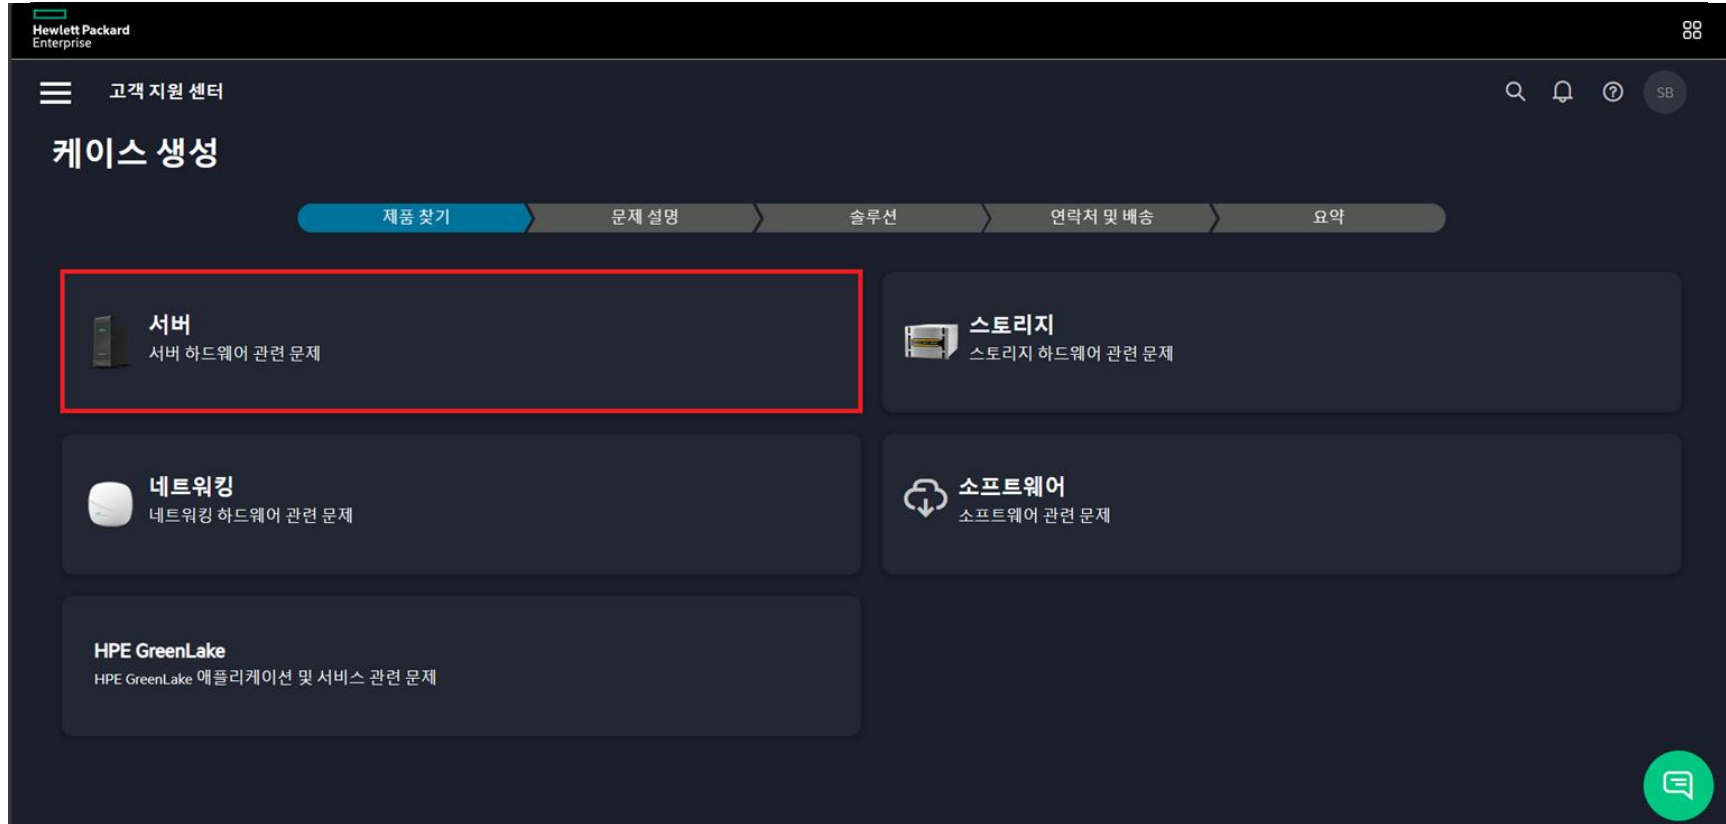 Hewlett Packard
Enterprise
고객 지원 센터
SB
케이스 생성
제품 찾기
문제 설명
솔루션
연락처 및 배송
요약
서버
서버 하드웨어 관련 문제
스토리지
스토리지 하드웨어 관련 문제
네트워킹
네트워킹 하드웨어 관련 문제
소프트웨어
소프트웨어 관련 문제
HPE GreenLake
HPE GreenLake 애플리케이션 및 서비스 관련 문제